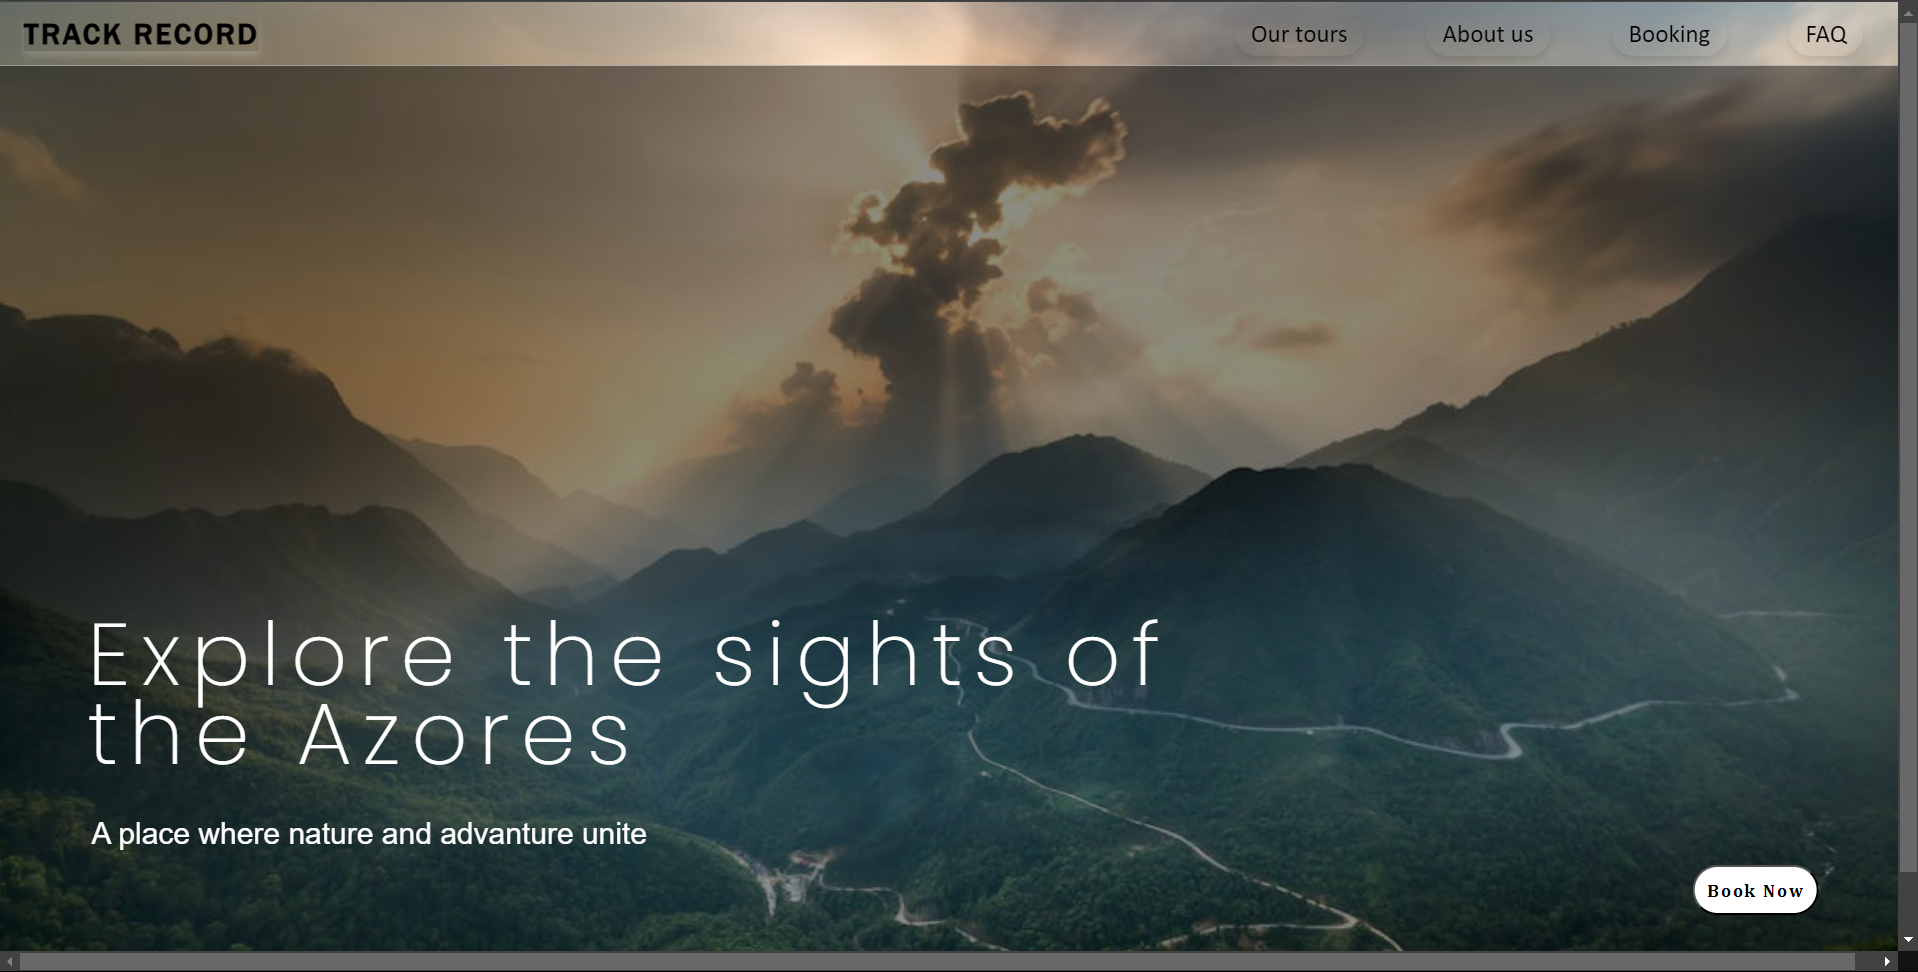 TRACK RECORD
Our tours
About us
Booking
FAQ
Explore the sights of
the Azores
A place where nature and advanture unite
Book Now